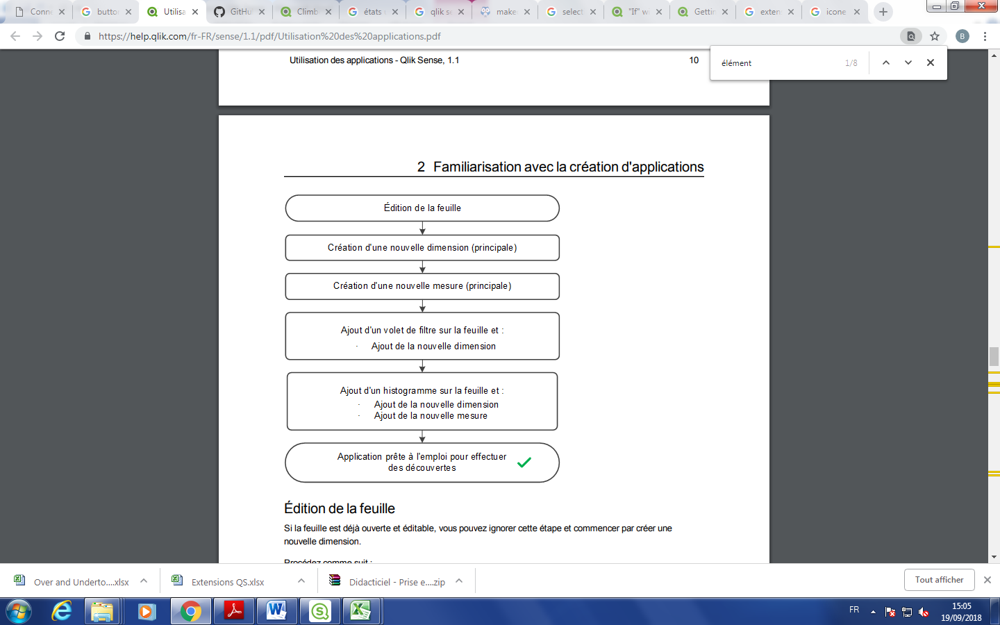 Conn
button
Utilisa
GitHu
Climb
états
qlik se
make
select
"If" w
Gettin
exten
icone
https://help.qlik.com/fr-FR/sense/1.1/pdf/Utilisation%20des%20applications.pdf
B
élément 1/8
Utilisation des applications - Qlik Sense, 1.1 10
2 Familiarisation avec la création d'applications
Édition de la feuille
Création d'une nouvelle dimension (principale)
Création d'une nouvelle mesure (principale)
Ajout d'un volet de filtre sur la feuille et :
· Ajout de la nouvelle dimension
Ajout d'un histogramme sur la feuille et :
· Ajout de la nouvelle dimension
· Ajout de la nouvelle mesure
Application prête à l'emploi pour effectuer
des découvertes
Édition de la feuille
Si la feuille est déjà ouverte et éditable, vous pouvez ignorer cette étape et commencer par créer une
nouvelle dimension.
Procédez comme suit :
Over and Underto....xlsx
Extensions QS.xlsx
Didacticiel - Prise e....zip
Tout afficher
FR
15:05
19/09/2018